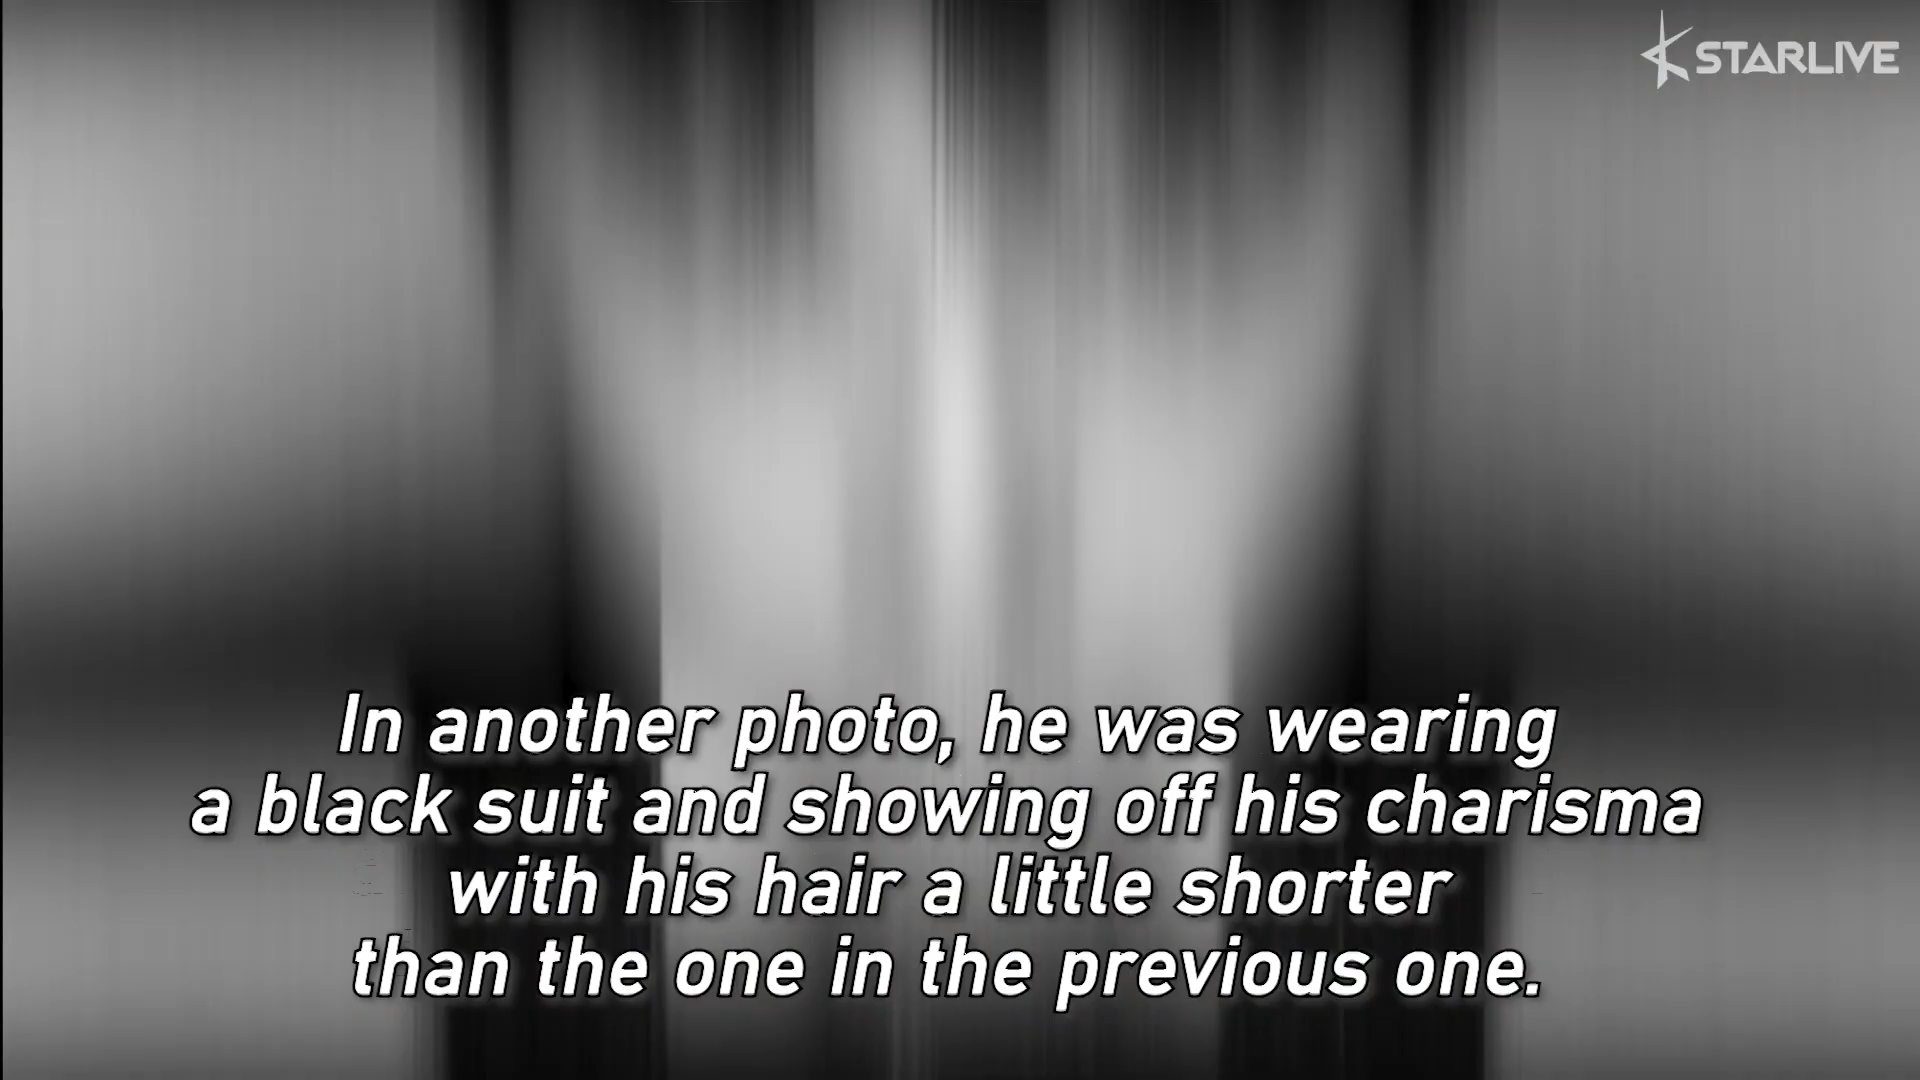 STARLIVE
In another photo, he was wearing
a black suit and showing off his charisma
with his hair a little shorter
than the one in the previous one.